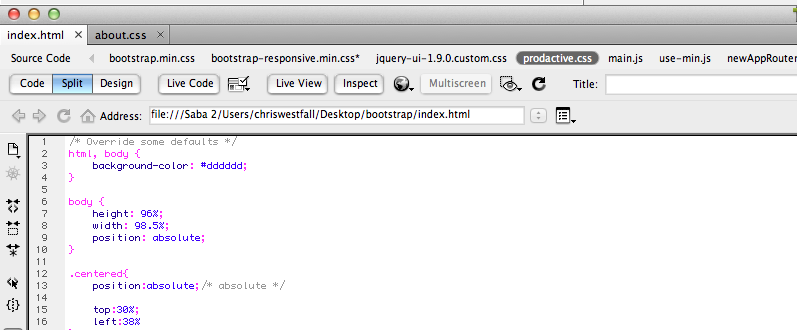 index.html × about.css ×
Source Code bootstrap.min.css bootstrap-responsive.min.css* jquery-ui-1.9.0.custom.css prodactive.css main.js use-min.js newAppRouter
Code Split Design Live Code Live View Inspect Multiscreen Title:
Address: file:///Saba 2/Users/chriswestfall/Desktop/bootstrap/index.html
1 /* Override some defaults */
2 html, body {
3 background-color: #dddddd;
4 }
5
6 body {
7 height: 96%;
8 width: 98.5%;
9 position: absolute;
10 }
11
12 .centered{
13 position:absolute;/* absolute */
14
15 top:30%;
16 left:38%